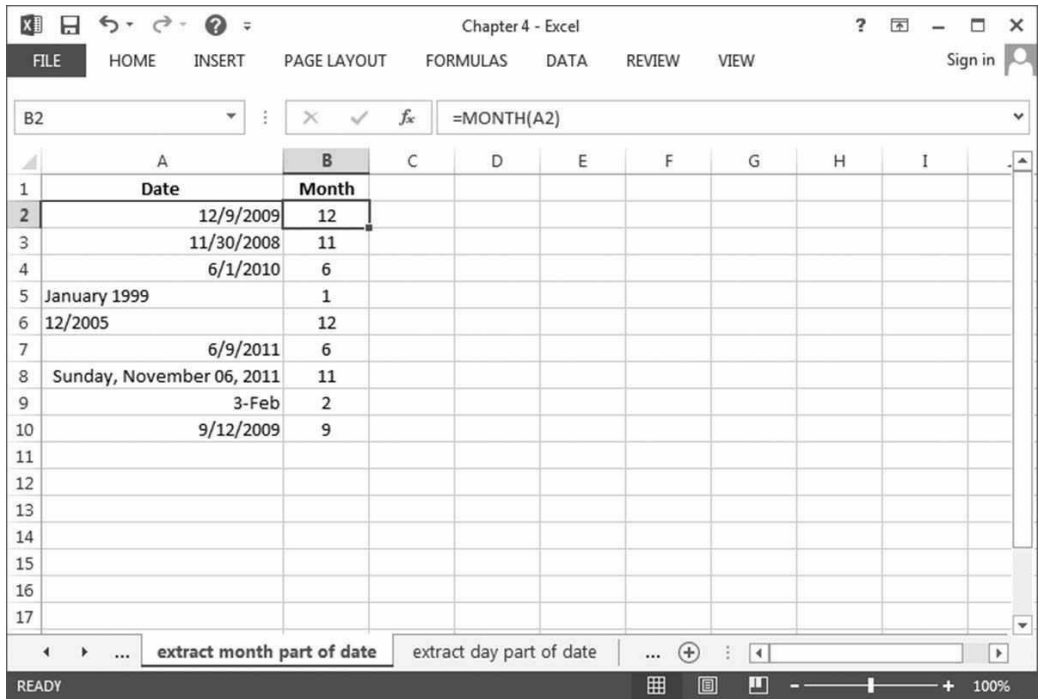 Chapter 4 - Excel
?
FILE HOME INSERT PAGE LAYOUT FORMULAS DATA REVIEW VIEW Sign in
B2 fx =MONTH(A2)
A B C D E F G H I
1 Date Month
2 12/9/2009 12
3 11/30/2008 11
4 6/1/2010 6
5 January 1999 1
6 12/2005 12
7 6/9/2011 6
8 Sunday, November 06, 2011 11
9 3-Feb 2
10 9/12/2009 9
11
12
13
14
15
16
17
... extract month part of date extract day part of date ...
READY 100%